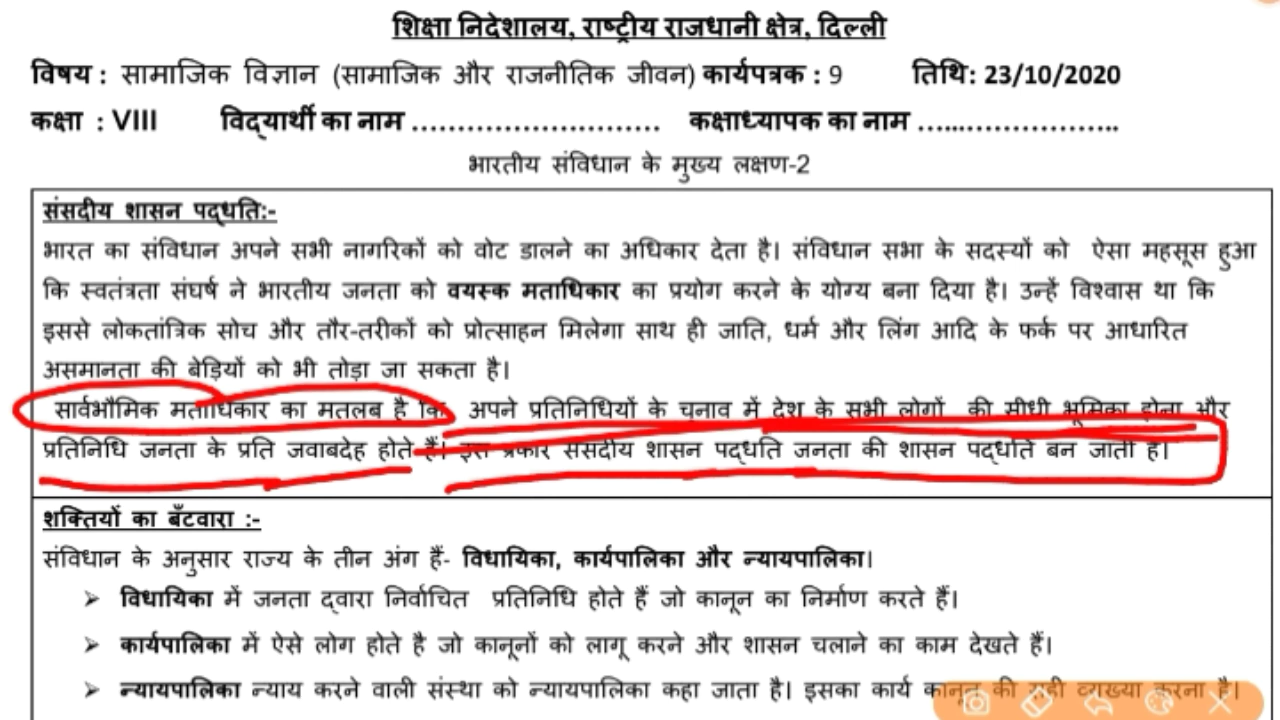 शिक्षा निदेशालय, राष्ट्रीय राजधानी क्षेत्र, दिल्ली
विषय : सामाजिक विज्ञान (सामाजिक और राजनीतिक जीवन) कार्यपत्रक : 9 तिथि: 23/10/2020
कक्षा : VIII विद्यार्थी का नाम ........................... कक्षाध्यापक का नाम ......................
भारतीय संविधान के मुख्य लक्षण-2
संसदीय शासन पद्धति:-
भारत का संविधान अपने सभी नागरिकों को वोट डालने का अधिकार देता है। संविधान सभा के सदस्यों को ऐसा महसूस हुआ
कि स्वतंत्रता संघर्ष ने भारतीय जनता को वयस्क मताधिकार का प्रयोग करने के योग्य बना दिया है। उन्हें विश्वास था कि
इससे लोकतांत्रिक सोच और तौर-तरीकों को प्रोत्साहन मिलेगा साथ ही जाति, धर्म और लिंग आदि के फर्क पर आधारित
असमानता की बेड़ियों को भी तोड़ा जा सकता है।
सार्वभौमिक मताधिकार का मतलब है कि अपने प्रतिनिधियों के चुनाव में देश के सभी लोगों की सीधी भूमिका होना और
प्रतिनिधि जनता के प्रति जवाबदेह होते हैं। इस प्रकार संसदीय शासन पद्धति जनता की शासन पद्धति बन जाती है।
शक्तियों का बँटवारा :-
संविधान के अनुसार राज्य के तीन अंग हैं- विधायिका, कार्यपालिका और न्यायपालिका।
➢ विधायिका में जनता द्वारा निर्वाचित प्रतिनिधि होते हैं जो कानून का निर्माण करते हैं।
➢ कार्यपालिका में ऐसे लोग होते है जो कानूनों को लागू करने और शासन चलाने का काम देखते हैं।
➢ न्यायपालिका न्याय करने वाली संस्था को न्यायपालिका कहा जाता है। इसका कार्य कानून की सही व्याख्या करना है।